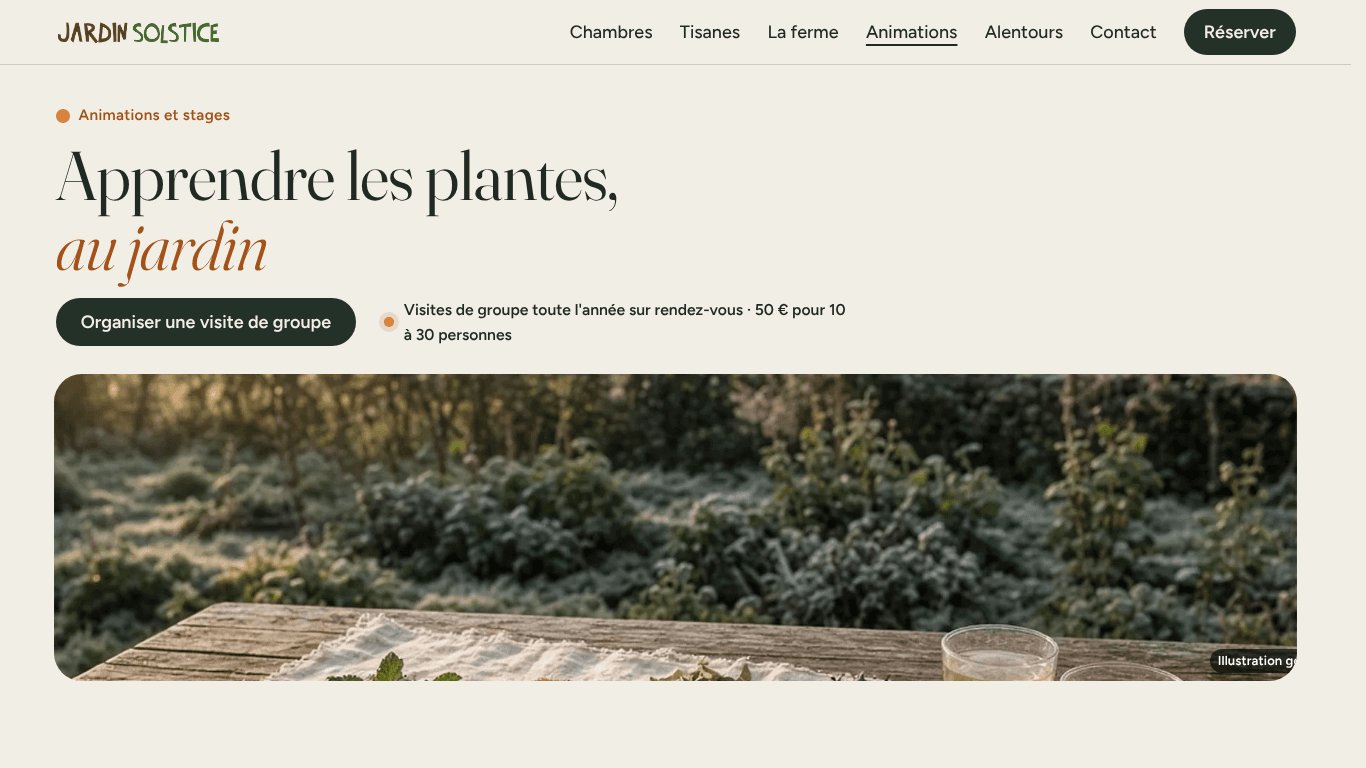 JARDIN SOLSTICE
Chambres
Tisanes
La ferme
Animations
Alentours
Contact
Réserver
Animations et stages
Apprendre les plantes,
au jardin
Organiser une visite de groupe
Visites de groupe toute l'année sur rendez-vous · 50 € pour 10
à 30 personnes
Illustration